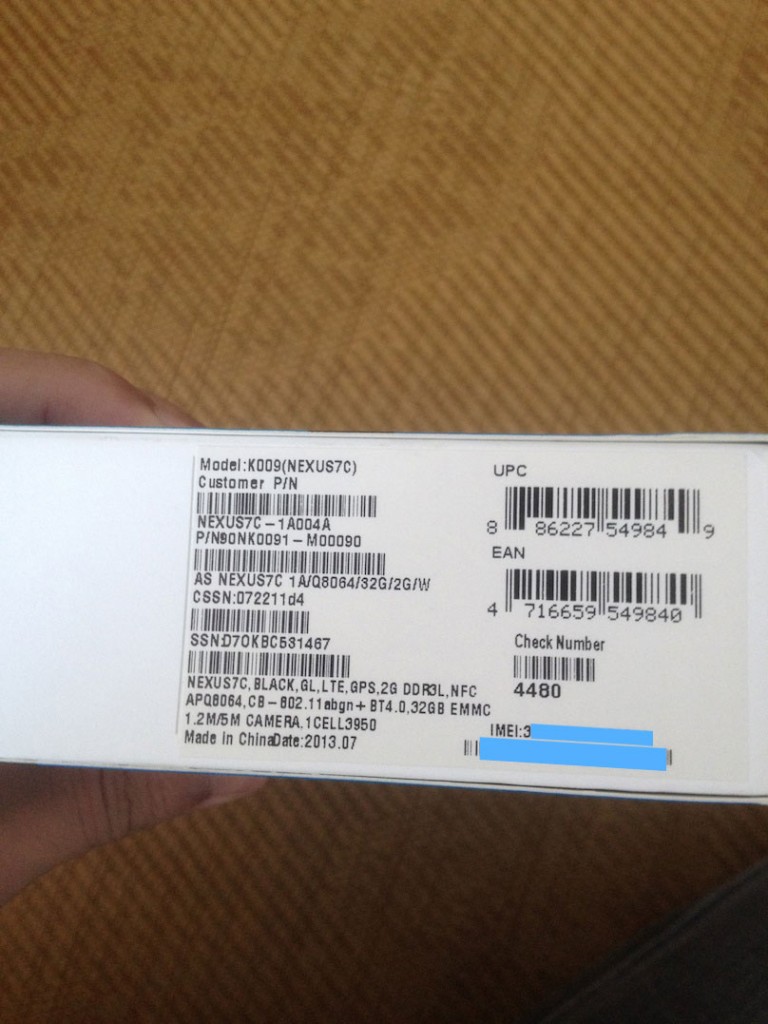 Model:K009(NEXUS7C)
Customer P/N
NEXUS7C-1A004A
P/N90NK0091-M00090
AS NEXUS7C 1A/Q8064/32G/2G/W
CSSN:072211d4
SSN:D7OKBC531467
NEXUS7C,BLACK,GL,LTE,GPS,2G DDR3L,NFC
APQ8064,CB-802.11abgn+BT4.0,32GB EMMC
1.2M/5M CAMERA,1CELL3950
Made in ChinaDate:2013.07
UPC
8 86227 54984 9
EAN
4 716659 549840
Check Number
4480
IMEI:3